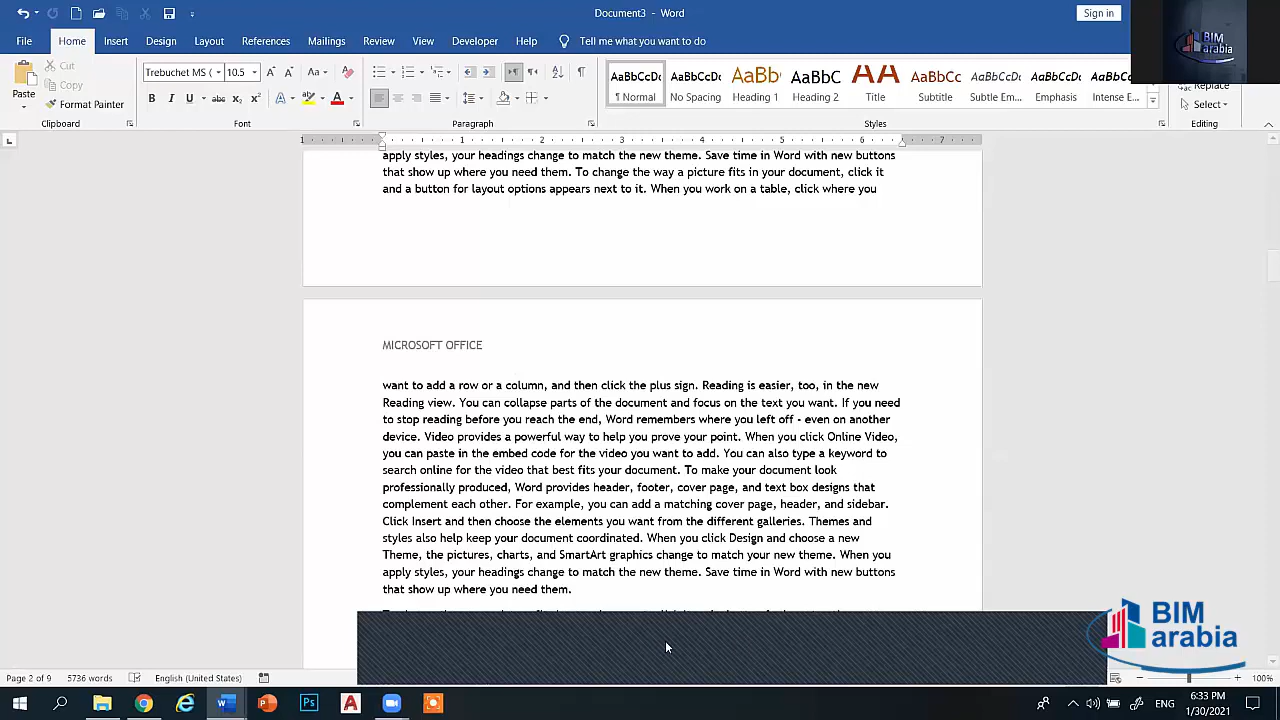 Document3 - Word
Sign in
File Home Insert Design Layout References Mailings Review View Developer Help Tell me what you want to do
BIM
arabia
Paste
Cut
Copy
Format Painter
Clipboard
Trebuchet MS ( 10.5
Font
Paragraph
AaBbCcDc AaBbCcDc AaBb AaBbC AA AaBbCc AaBbCcDc AaBbCcDc AaBbCcDc
¶ Normal No Spacing Heading 1 Heading 2 Title Subtitle Subtle Em... Emphasis Intense E...
Styles
Replace
Select
Editing
1 1 2 3 4 5 6 7
apply styles, your headings change to match the new theme. Save time in Word with new buttons
that show up where you need them. To change the way a picture fits in your document, click it
and a button for layout options appears next to it. When you work on a table, click where you
MICROSOFT OFFICE
want to add a row or a column, and then click the plus sign. Reading is easier, too, in the new
Reading view. You can collapse parts of the document and focus on the text you want. If you need
to stop reading before you reach the end, Word remembers where you left off - even on another
device. Video provides a powerful way to help you prove your point. When you click Online Video,
you can paste in the embed code for the video you want to add. You can also type a keyword to
search online for the video that best fits your document. To make your document look
professionally produced, Word provides header, footer, cover page, and text box designs that
complement each other. For example, you can add a matching cover page, header, and sidebar.
Click Insert and then choose the elements you want from the different galleries. Themes and
styles also help keep your document coordinated. When you click Design and choose a new
Theme, the pictures, charts, and SmartArt graphics change to match your new theme. When you
apply styles, your headings change to match the new theme. Save time in Word with new buttons
that show up where you need them.
BIM
arabia
Page 2 of 9 5736 words English (United States) 100%
ENG
6:33 PM
1/30/2021